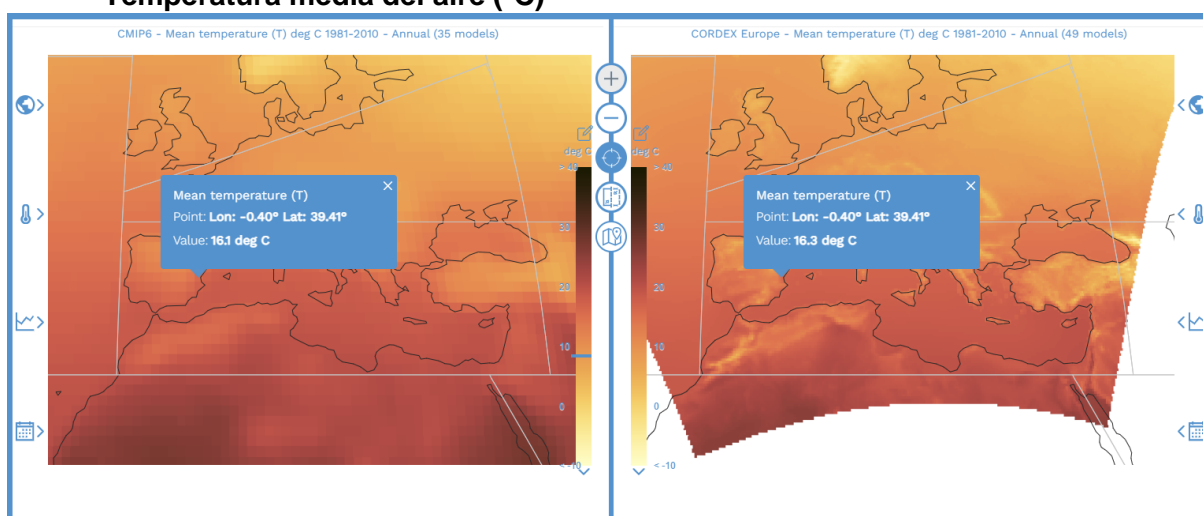 Temperatura media del aire (°C)
CMIP6 - Mean temperature (T) deg C 1981-2010 - Annual (35 models)
Mean temperature (T)
Point: Lon: -0.40° Lat: 39.41°
Value: 16.1 deg C
deg C
> 40
30
20
10
0
< -10
CORDEX Europe - Mean temperature (T) deg C 1981-2010 - Annual (49 models)
Mean temperature (T)
Point: Lon: -0.40° Lat: 39.41°
Value: 16.3 deg C
deg C
> 40
30
20
10
0
< -10